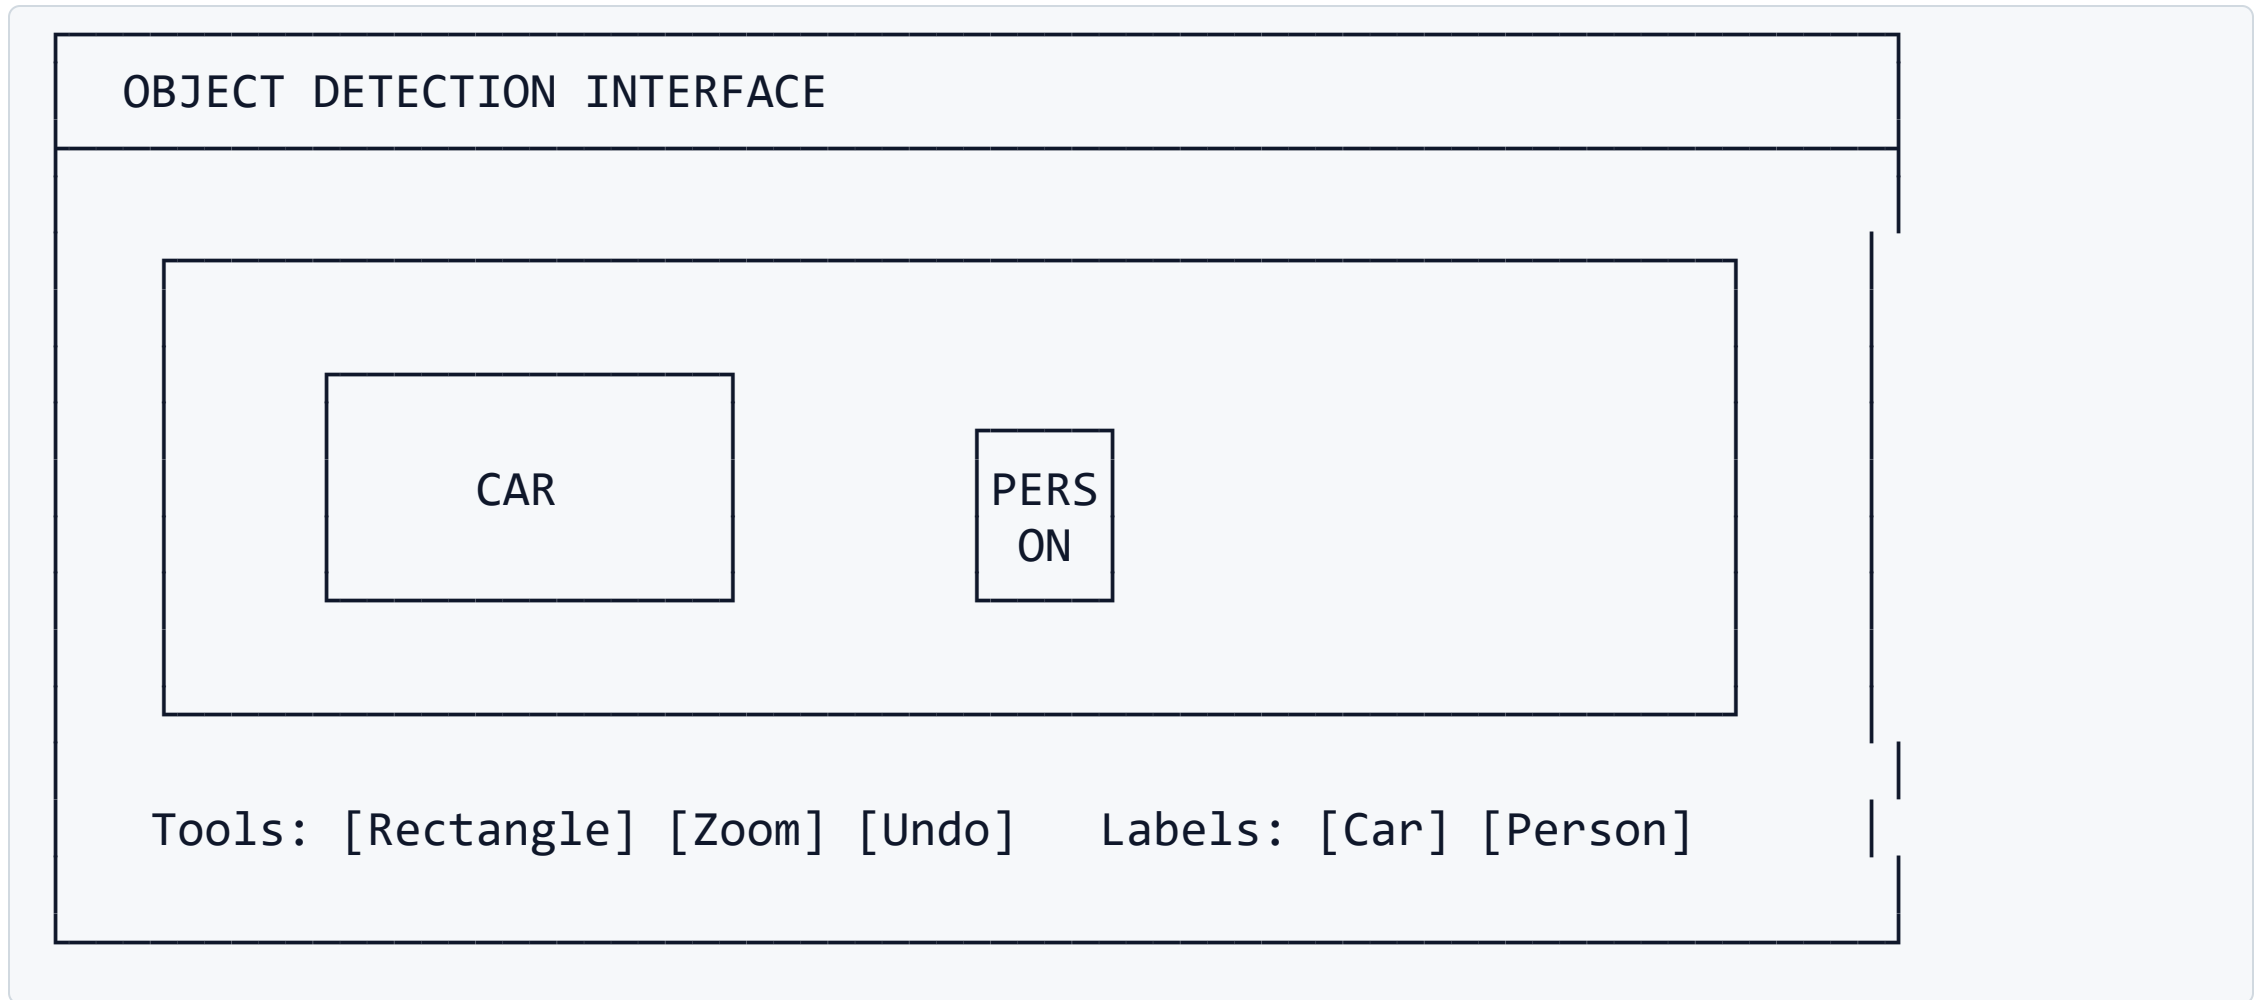 OBJECT DETECTION INTERFACE
CAR
PERS
ON
Tools: [Rectangle] [Zoom] [Undo] Labels: [Car] [Person]